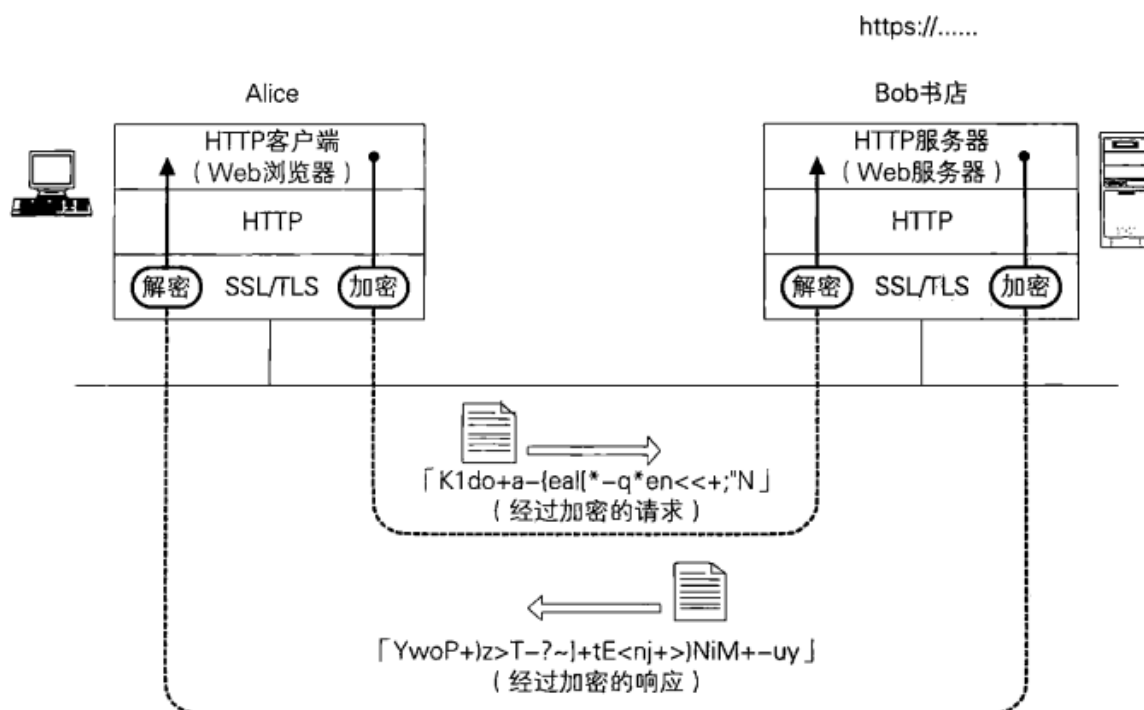 https://......
Alice
Bob书店
HTTP客户端
（Web浏览器）
HTTP服务器
（Web服务器）
HTTP
HTTP
解密 SSL/TLS 加密
解密 SSL/TLS 加密
「K1do+a-{eal[*-q*en<<+;"N」
（经过加密的请求）
「YwoP+)z>T-?~}+tE<nj+>)NiM+-uy」
（经过加密的响应）